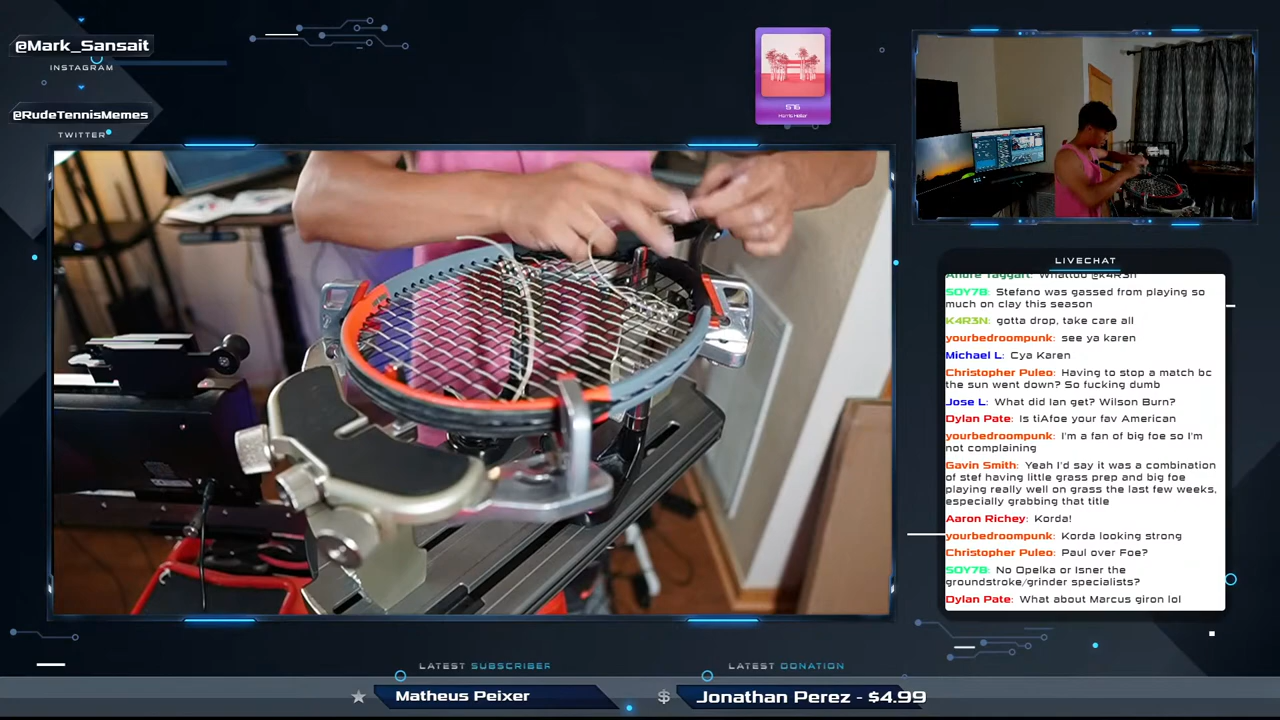 @Mark_Sansait
INSTAGRAM
@RudeTennisMemes
TWITTER
576
LIVECHAT
Andre Taggart: Whattuo @k4R3n
SOY7B: Stefano was gassed from playing so
much on clay this season
K4R3N: gotta drop, take care all
yourbedroompunk: see ya karen
Michael L: Cya Karen
Christopher Puleo: Having to stop a match bc
the sun went down? So fucking dumb
Jose L: What did Ian get? Wilson Burn?
Dylan Pate: Is tiAfoe your fav American
yourbedroompunk: I'm a fan of big foe so I'm
not complaining
Gavin Smith: Yeah I'd say it was a combination
of stef having little grass prep and big foe
playing really well on grass the last few weeks,
especially grabbing that title
Aaron Richey: Korda!
yourbedroompunk: Korda looking strong
Christopher Puleo: Paul over Foe?
SOY7B: No Opelka or Isner the
groundstroke/grinder specialists?
Dylan Pate: What about Marcus giron lol
LATEST SUBSCRIBER
Matheus Peixer
LATEST DONATION
$ Jonathan Perez - $4.99